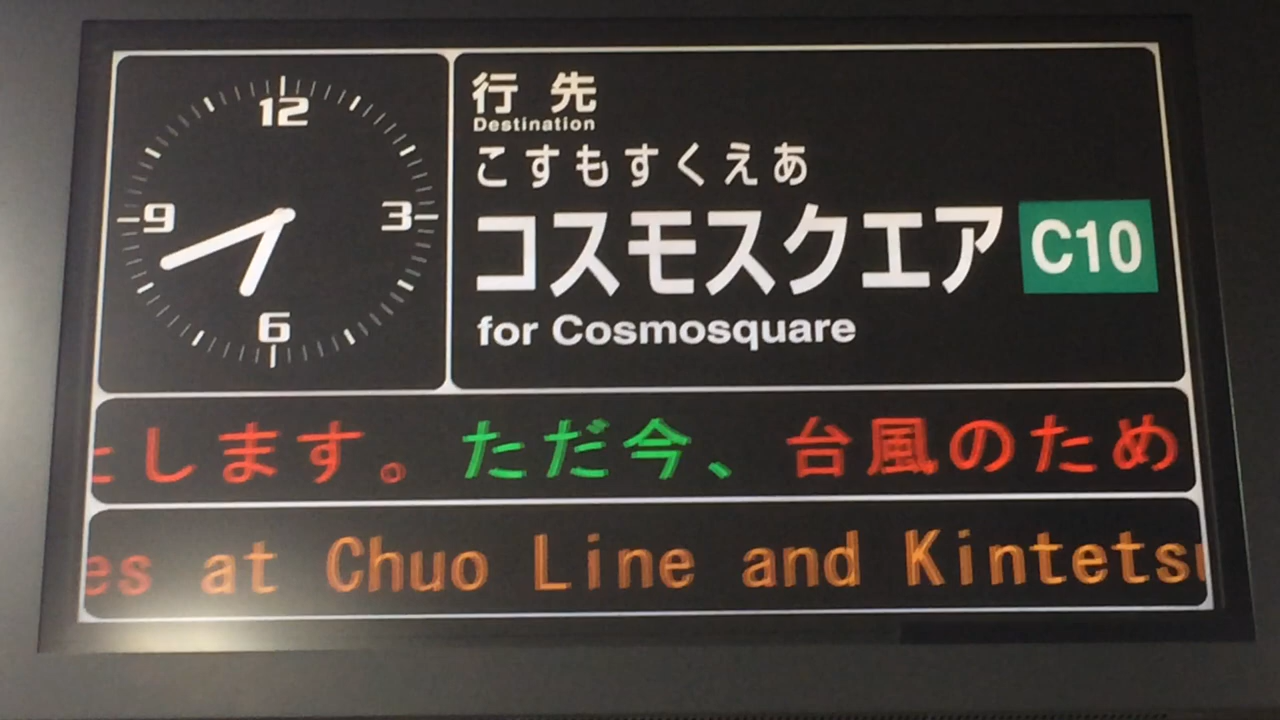 12
9
3
6
行先
Destination
こすもすくえあ
コスモスクエア C10
for Cosmosquare
します。ただ今、台風のため
es at Chuo Line and Kintets